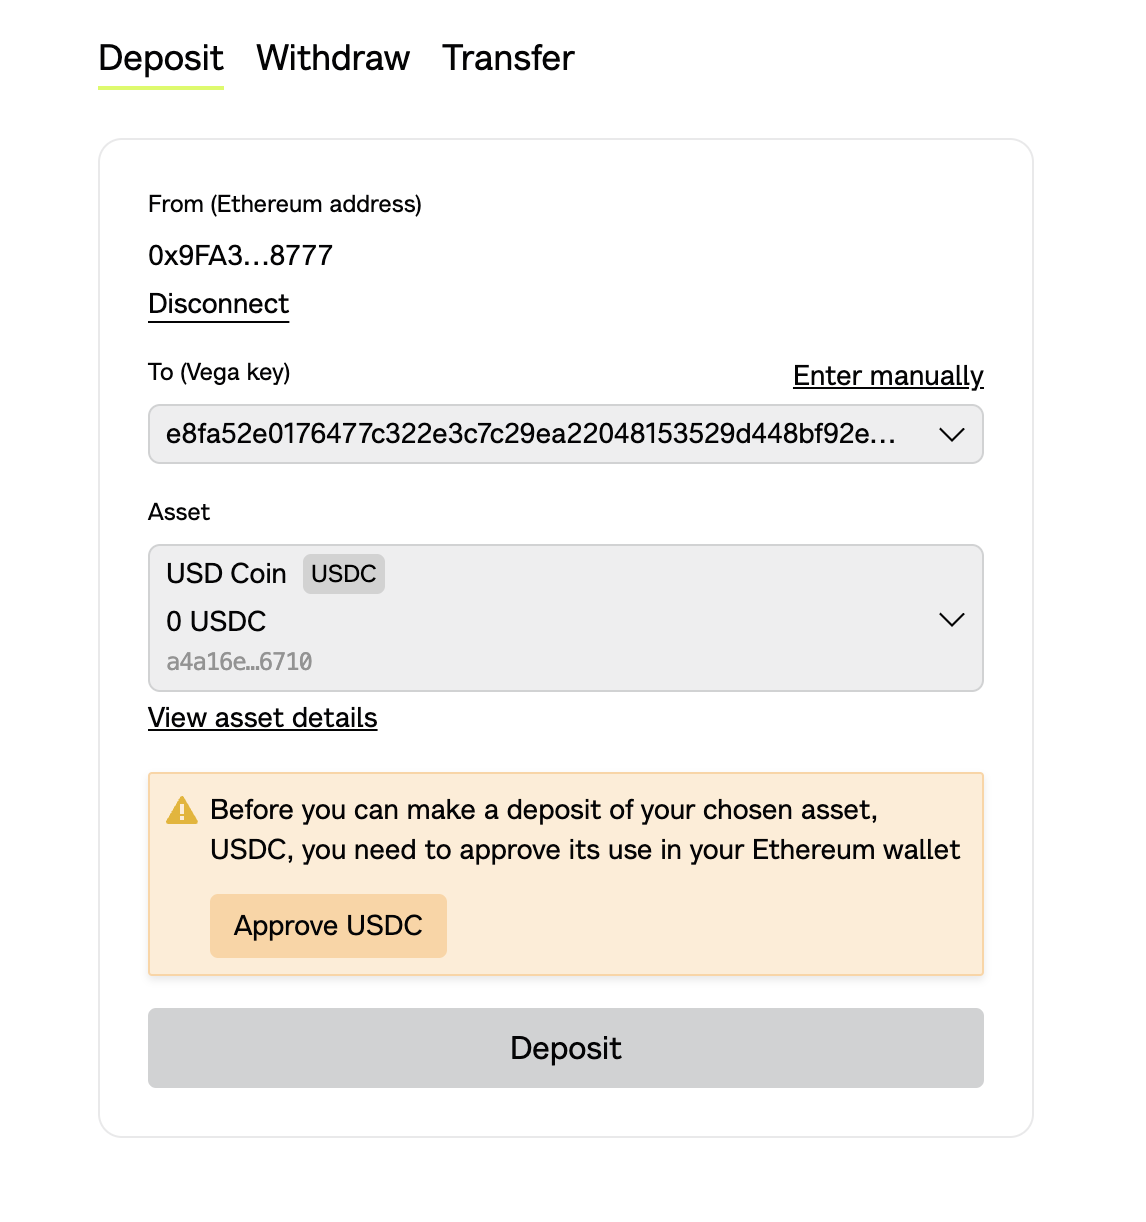 Deposit Withdraw Transfer
From (Ethereum address)
0x9FA3…8777
Disconnect
To (Vega key)
Enter manually
e8fa52e0176477c322e3c7c29ea22048153529d448bf92e…
Asset
USD Coin USDC
0 USDC
a4a16e…6710
View asset details
Before you can make a deposit of your chosen asset,
USDC, you need to approve its use in your Ethereum wallet
Approve USDC
Deposit